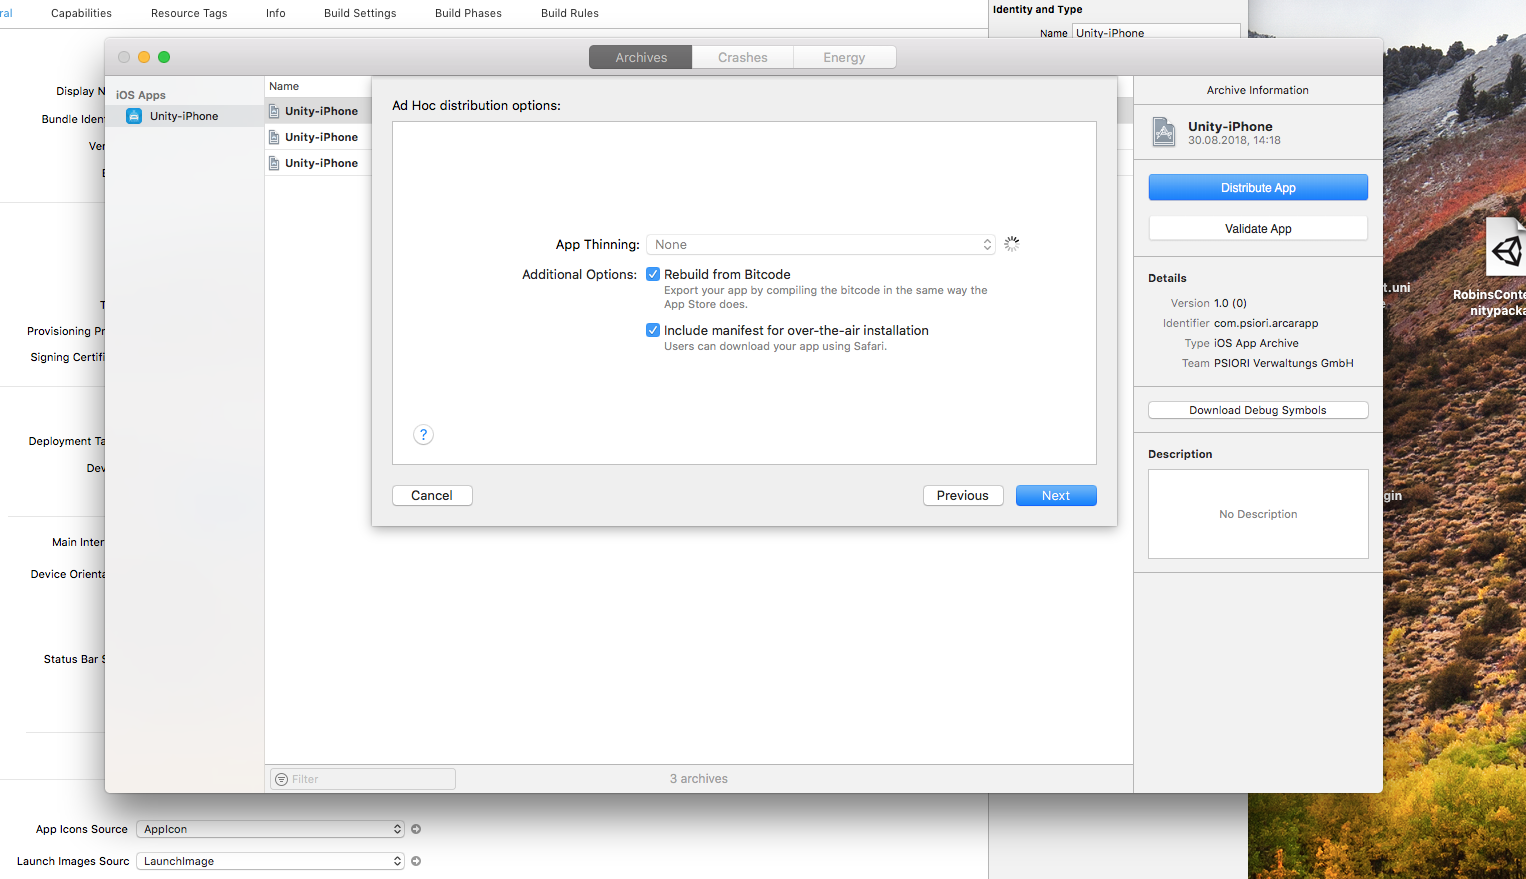 ral
Capabilities
Resource Tags
Info
Build Settings
Build Phases
Build Rules
Identity and Type
Name Unity-iPhone
Archives
Crashes
Energy
Display N
Bundle Ident
Ver
Provisioning Pr
Signing Certifi
Deployment Ta
Dev
Main Inter
Device Orienta
Status Bar S
iOS Apps
Unity-iPhone
Name
Unity-iPhone
Unity-iPhone
Unity-iPhone
Ad Hoc distribution options:
App Thinning: None
Additional Options: Rebuild from Bitcode
Export your app by compiling the bitcode in the same way the
App Store does.
Include manifest for over-the-air installation
Users can download your app using Safari.
?
Cancel
Previous
Next
Archive Information
Unity-iPhone
30.08.2018, 14:18
Distribute App
Validate App
Details
Version 1.0 (0)
Identifier com.psiori.arcarapp
Type iOS App Archive
Team PSIORI Verwaltungs GmbH
Download Debug Symbols
Description
No Description
Filter
3 archives
App Icons Source AppIcon
Launch Images Sourc LaunchImage
t.uni
RobinsConte
nitypacka
gin